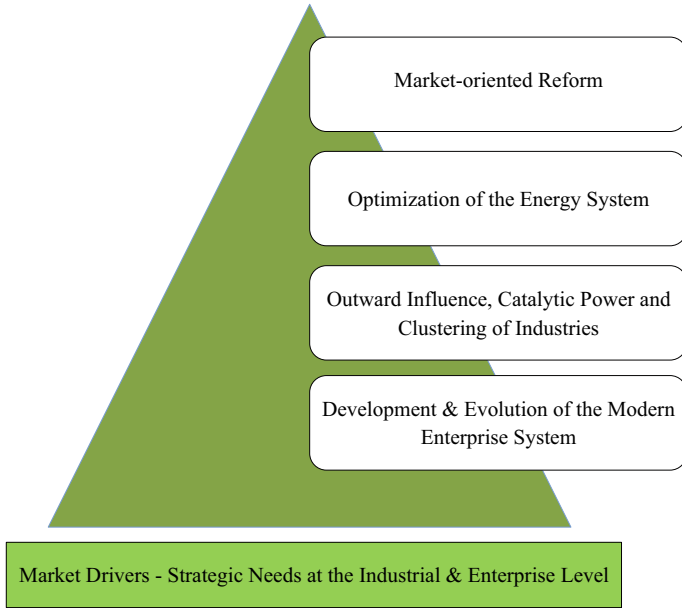 Market-oriented Reform
Optimization of the Energy System
Outward Influence, Catalytic Power and
Clustering of Industries
Development & Evolution of the Modern
Enterprise System
Market Drivers - Strategic Needs at the Industrial & Enterprise Level